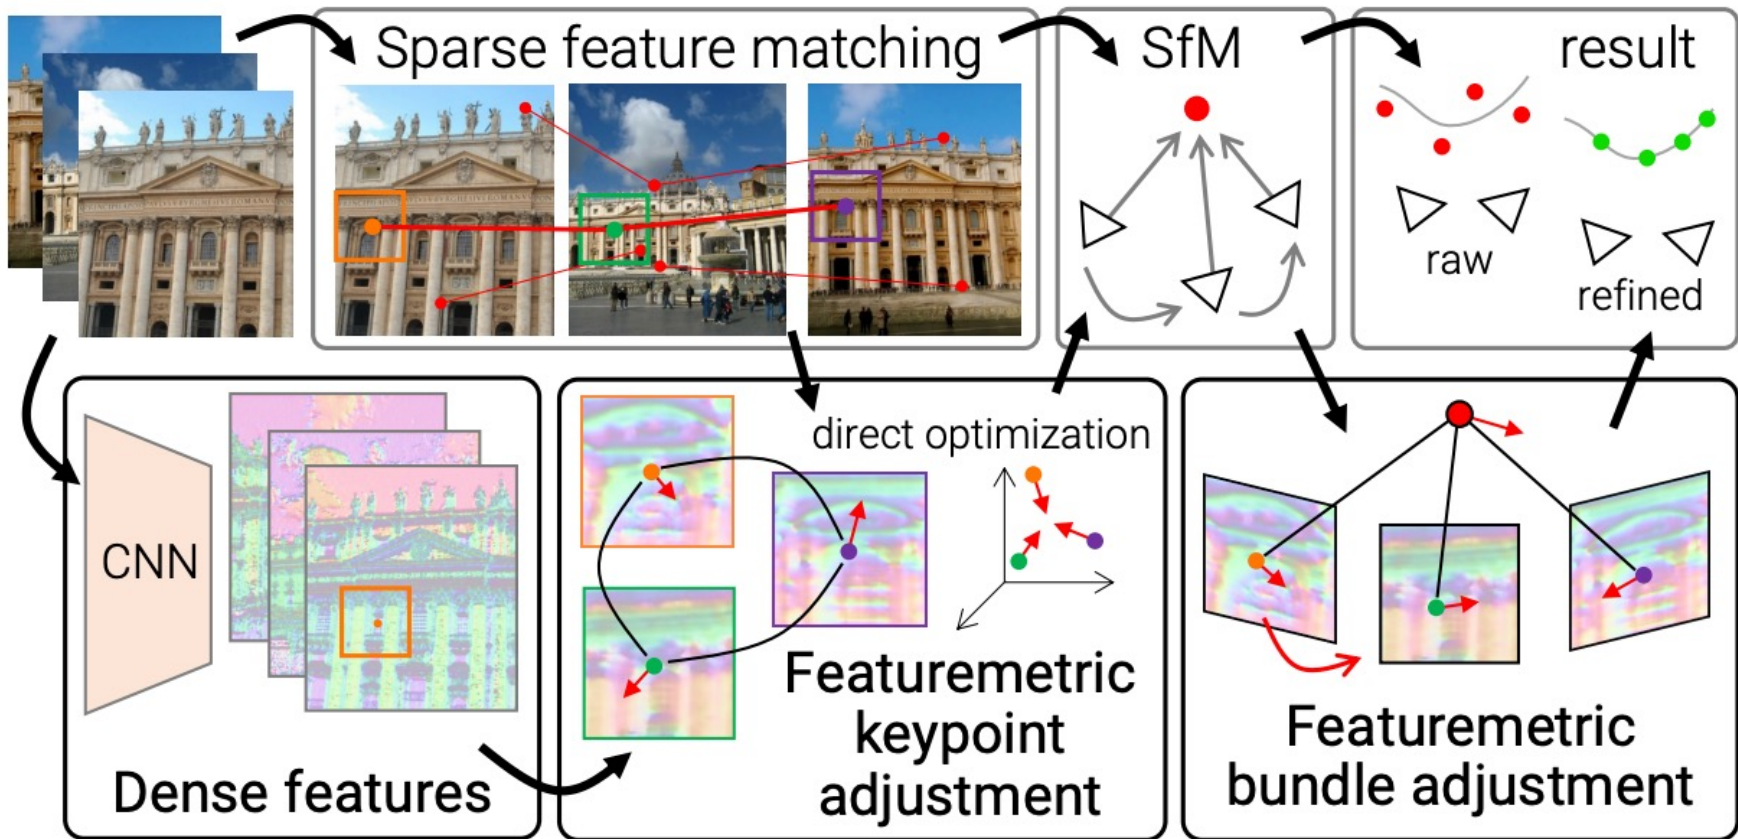 Sparse feature matching
SfM
result
raw
refined
CNN
Dense features
direct optimization
Featuremetric
keypoint
adjustment
Featuremetric
bundle adjustment